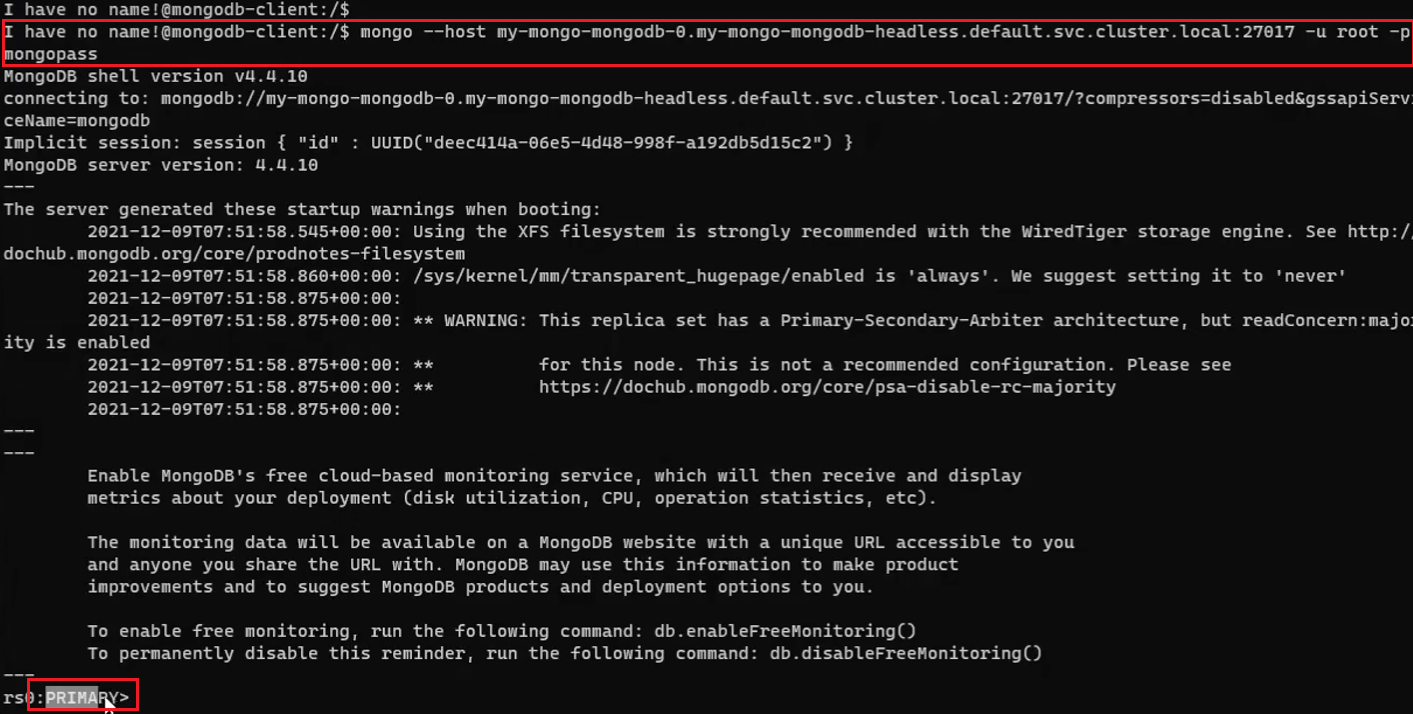 I have no name!@mongodb-client:/$
I have no name!@mongodb-client:/$ mongo --host my-mongo-mongodb-0.my-mongo-mongodb-headless.default.svc.cluster.local:27017 -u root -p
mongopass
MongoDB shell version v4.4.10
connecting to: mongodb://my-mongo-mongodb-0.my-mongo-mongodb-headless.default.svc.cluster.local:27017/?compressors=disabled&gssapiServi
ceName=mongodb
Implicit session: session { "id" : UUID("deec414a-06e5-4d48-998f-a192db5d15c2") }
MongoDB server version: 4.4.10
---
The server generated these startup warnings when booting:
        2021-12-09T07:51:58.545+00:00: Using the XFS filesystem is strongly recommended with the WiredTiger storage engine. See http:/
dochub.mongodb.org/core/prodnotes-filesystem
        2021-12-09T07:51:58.860+00:00: /sys/kernel/mm/transparent_hugepage/enabled is 'always'. We suggest setting it to 'never'
        2021-12-09T07:51:58.875+00:00:
        2021-12-09T07:51:58.875+00:00: ** WARNING: This replica set has a Primary-Secondary-Arbiter architecture, but readConcern:major
ity is enabled
        2021-12-09T07:51:58.875+00:00: **          for this node. This is not a recommended configuration. Please see
        2021-12-09T07:51:58.875+00:00: **          https://dochub.mongodb.org/core/psa-disable-rc-majority
        2021-12-09T07:51:58.875+00:00:
---
---
        Enable MongoDB's free cloud-based monitoring service, which will then receive and display
        metrics about your deployment (disk utilization, CPU, operation statistics, etc).

        The monitoring data will be available on a MongoDB website with a unique URL accessible to you
        and anyone you share the URL with. MongoDB may use this information to make product
        improvements and to suggest MongoDB products and deployment options to you.

        To enable free monitoring, run the following command: db.enableFreeMonitoring()
        To permanently disable this reminder, run the following command: db.disableFreeMonitoring()
---
rs0:PRIMARY>